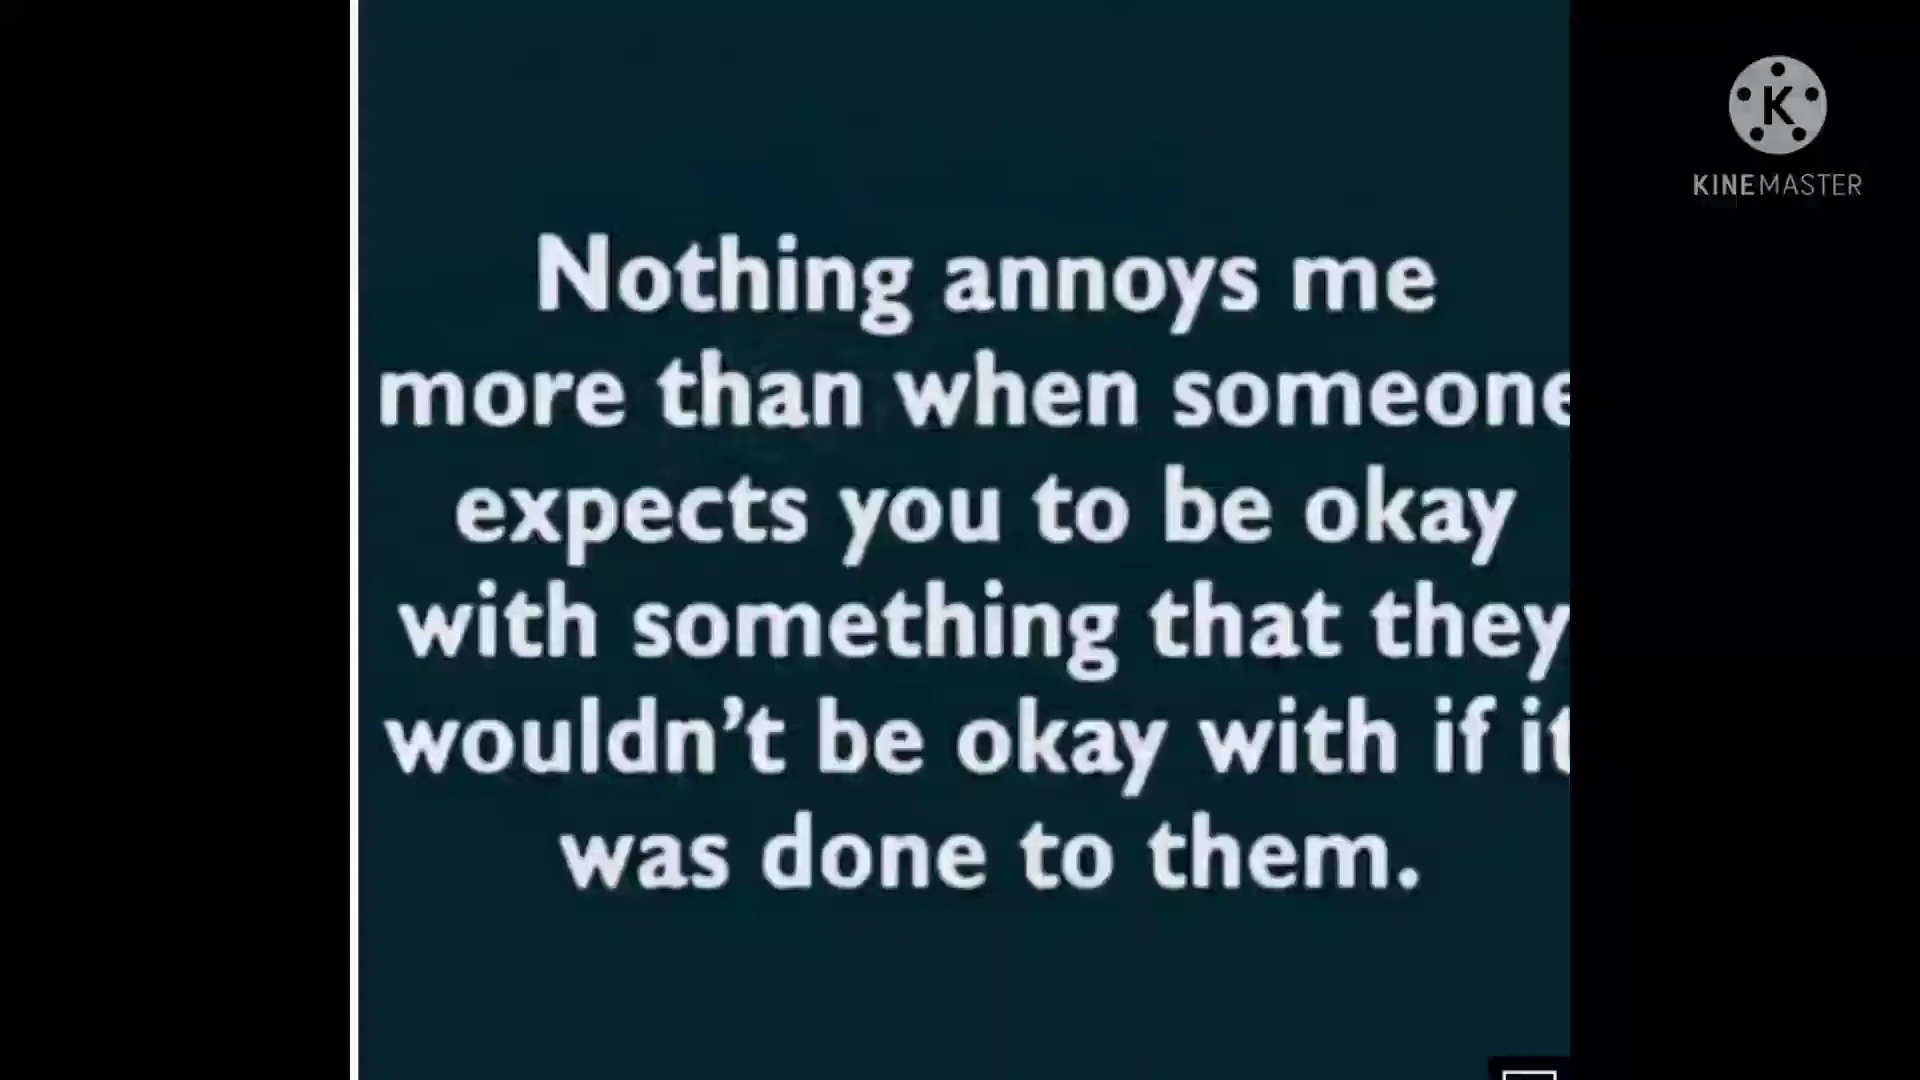 Nothing annoys me
more than when someone
expects you to be okay
with something that they
wouldn't be okay with if it
was done to them.
K
KINEMASTER